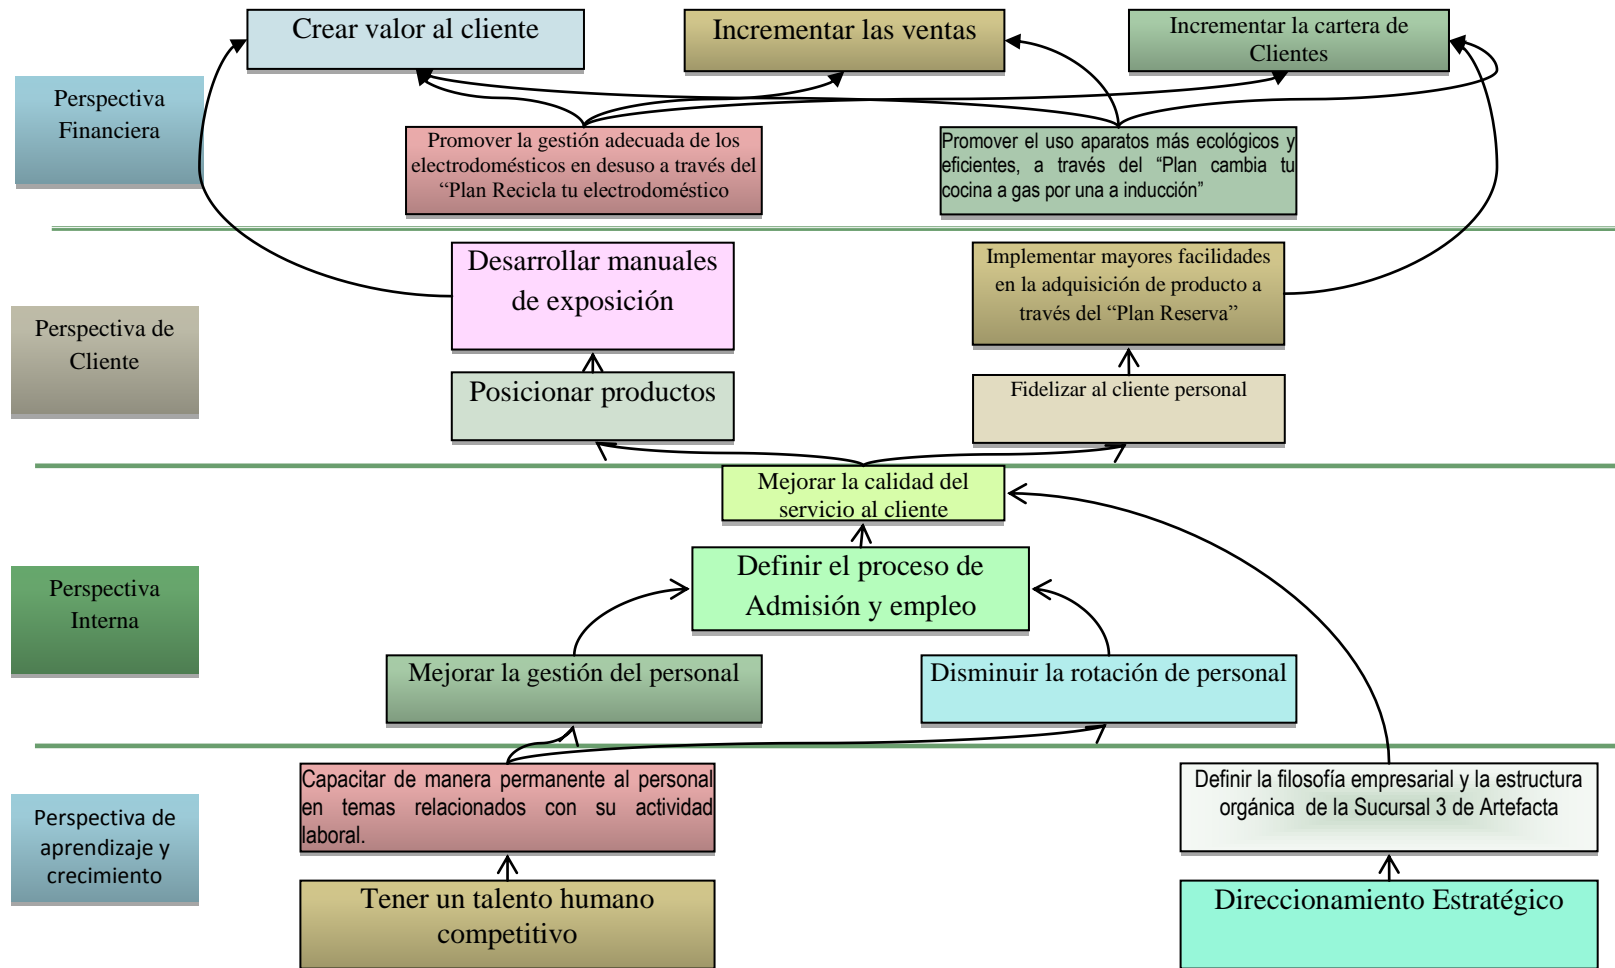 Crear valor al cliente
Incrementar las ventas
Incrementar la cartera de
Clientes
Perspectiva
Financiera
Promover la gestión adecuada de los
electrodomésticos en desuso a través del
“Plan Recicla tu electrodoméstico
Promover el uso aparatos más ecológicos y
eficientes, a través del “Plan cambia tu
cocina a gas por una a inducción”
Desarrollar manuales
de exposición
Implementar mayores facilidades
en la adquisición de producto a
través del “Plan Reserva”
Perspectiva de
Cliente
Posicionar productos
Fidelizar al cliente personal
Mejorar la calidad del
servicio al cliente
Definir el proceso de
Admisión y empleo
Perspectiva
Interna
Mejorar la gestión del personal
Disminuir la rotación de personal
Capacitar de manera permanente al personal
en temas relacionados con su actividad
laboral.
Definir la filosofía empresarial y la estructura
orgánica de la Sucursal 3 de Artefacta
Perspectiva de
aprendizaje y
crecimiento
Tener un talento humano
competitivo
Direccionamiento Estratégico